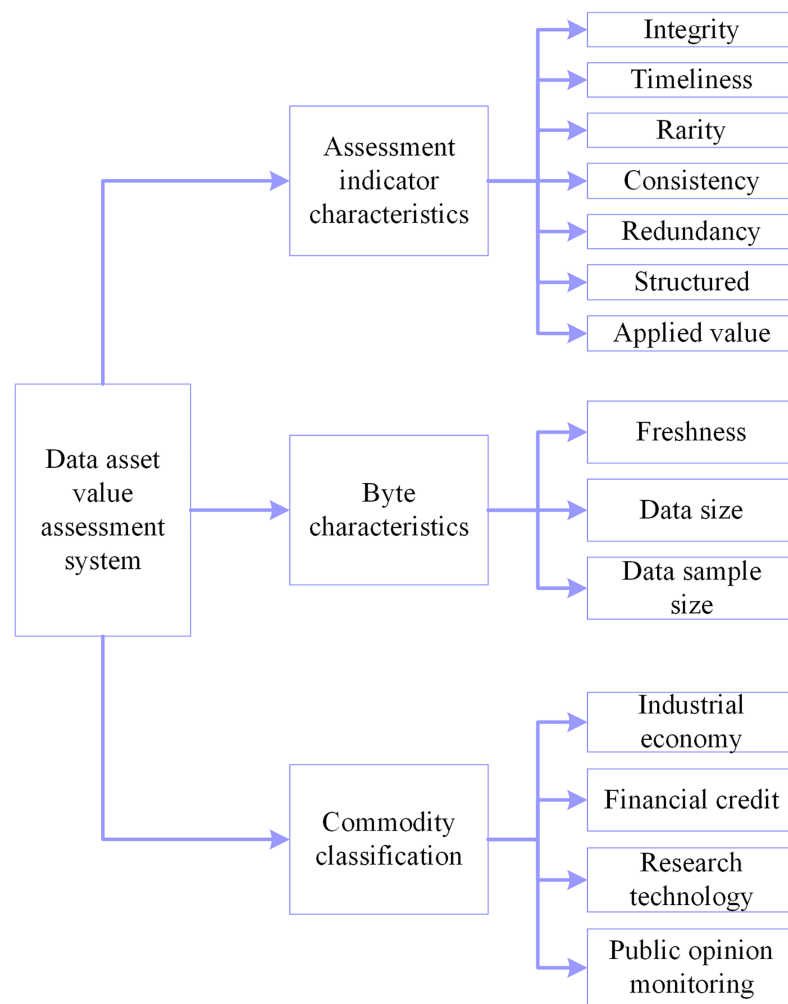 Integrity
Timeliness
Rarity
Consistency
Redundancy
Structured
Applied value
Assessment
indicator
characteristics
Data asset
value
assessment
system
Byte
characteristics
Freshness
Data size
Data sample
size
Commodity
classification
Industrial
economy
Financial credit
Research
technology
Public opinion
monitoring